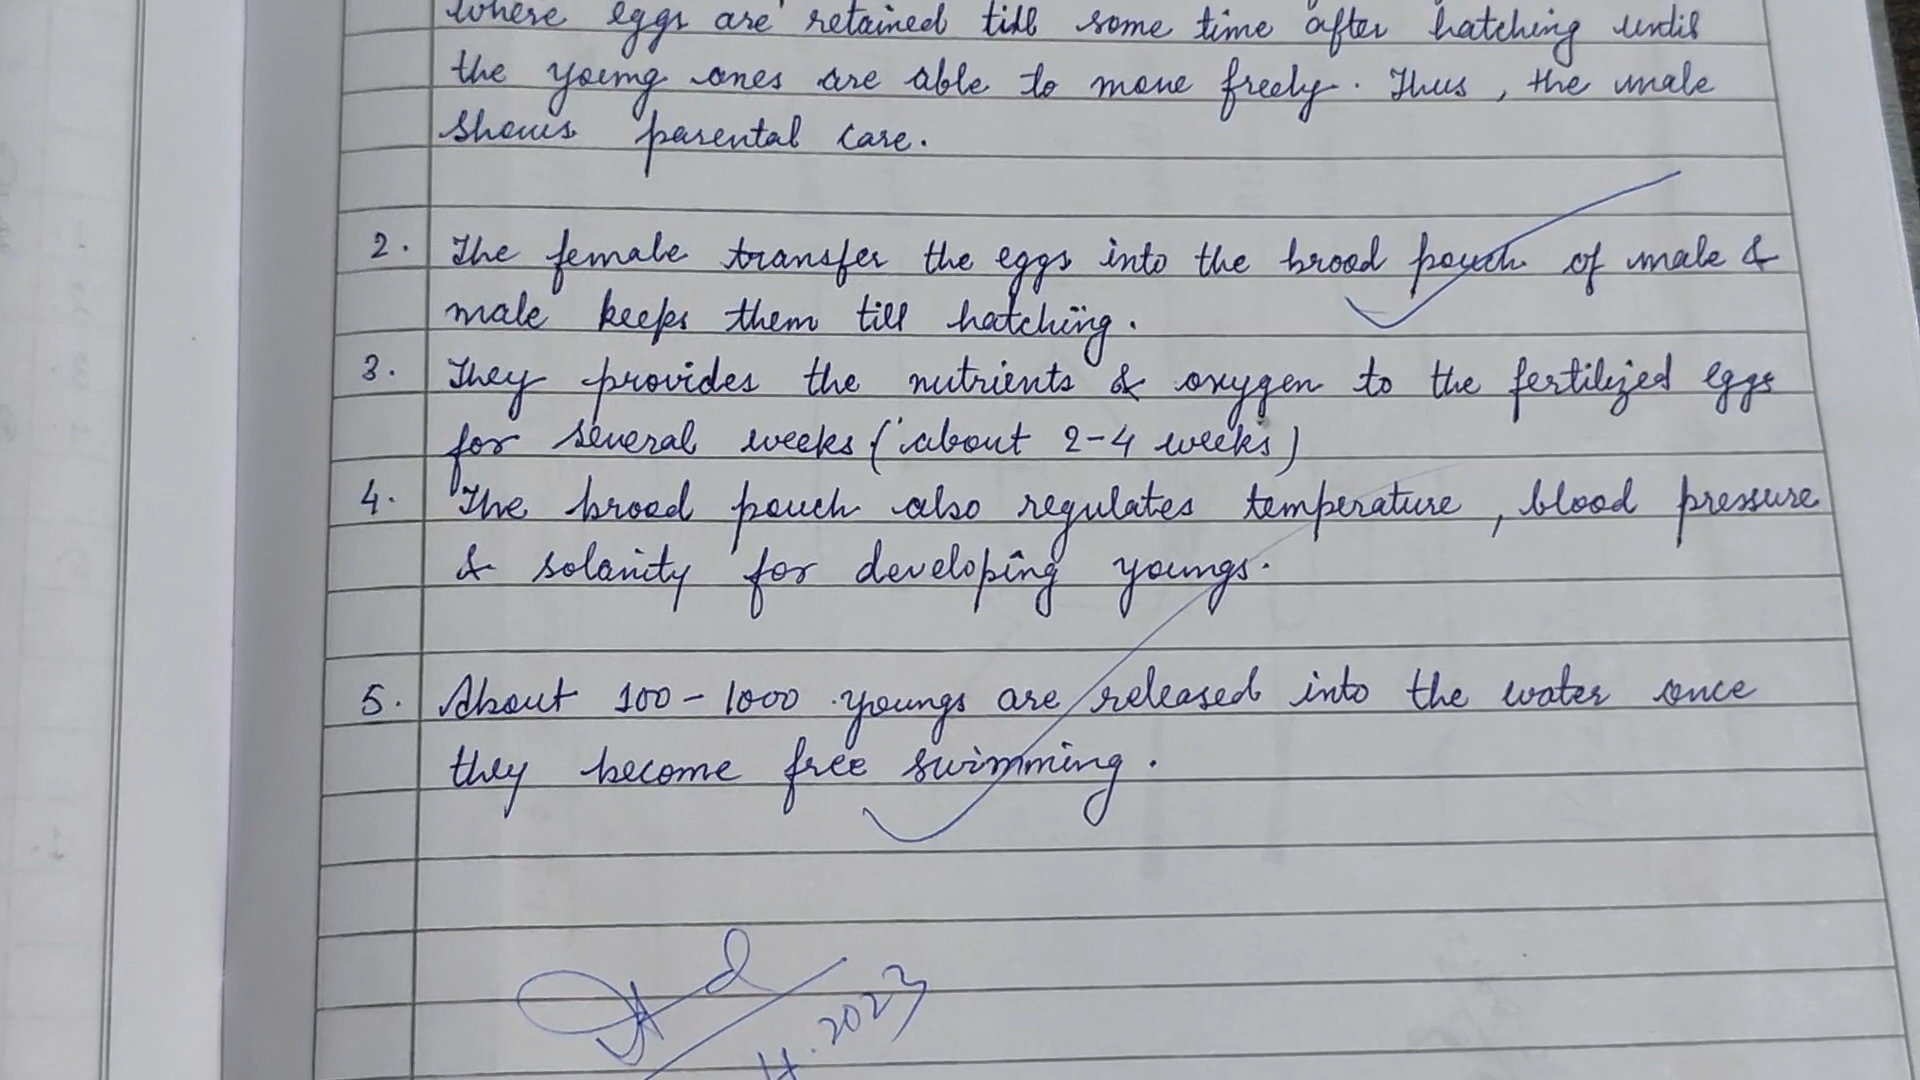 where eggs are retained till some time after hatching until
the young ones are able to move freely. Thus, the male
shows parental care.
2. The female transfer the eggs into the brood pouch of male &
male keeps them till hatching.
3. They provides the nutrients & oxygen to the fertilized eggs
for several weeks (about 2-4 weeks)
4. The brood pouch also regulates temperature, blood pressure
& solanity for developing youngs.
5. About 100-1000 youngs are released into the water once
they become free swimming.
2023